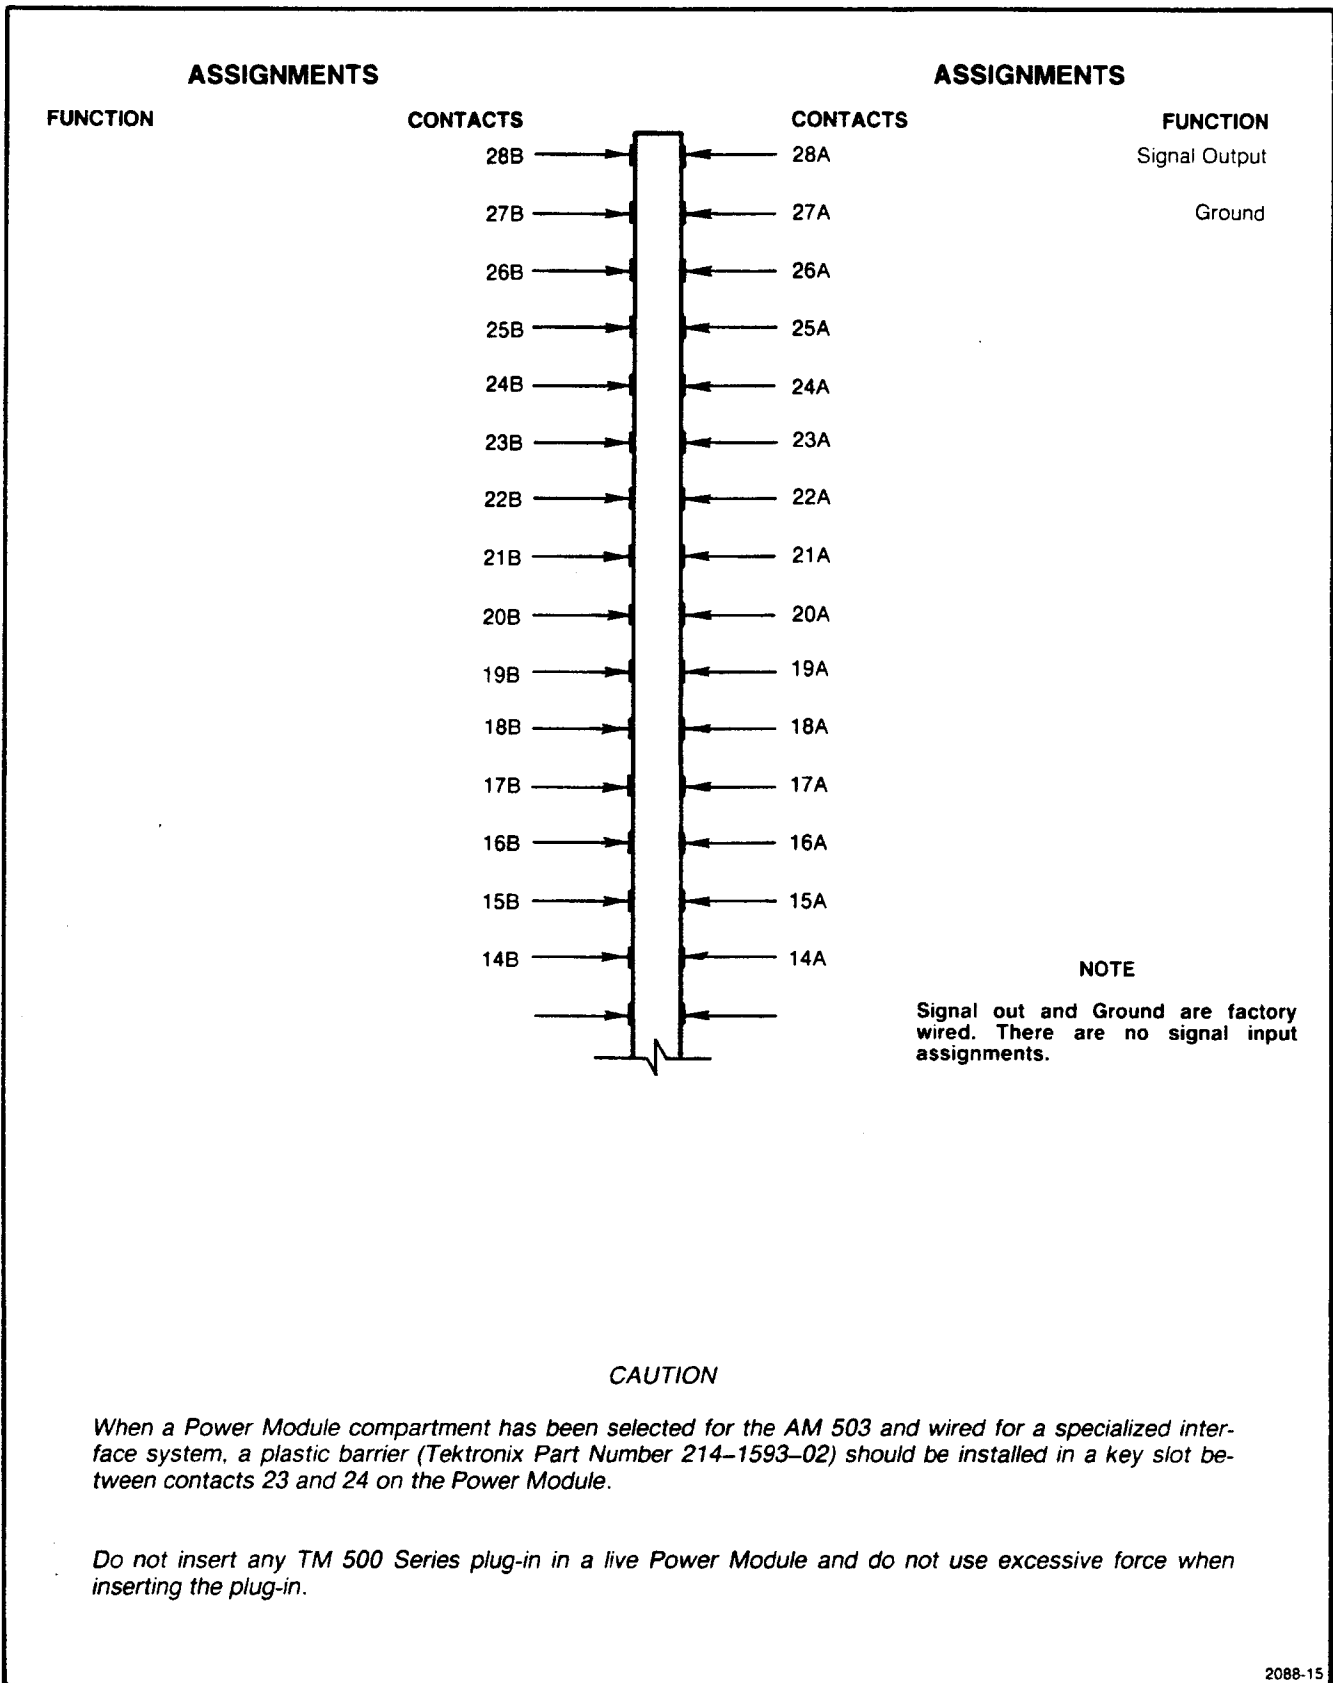 ASSIGNMENTS ASSIGNMENTS
FUNCTION CONTACTS CONTACTS FUNCTION
28B 28A Signal Output
27B 27A Ground
26B 26A
25B 25A
24B 24A
23B 23A
22B 22A
21B 21A
20B 20A
19B 19A
18B 18A
17B 17A
16B 16A
15B 15A
14B 14A
NOTE
Signal out and Ground are factory
wired. There are no signal input
assignments.
CAUTION
When a Power Module compartment has been selected for the AM 503 and wired for a specialized inter-
face system, a plastic barrier (Tektronix Part Number 214–1593–02) should be installed in a key slot be-
tween contacts 23 and 24 on the Power Module.
Do not insert any TM 500 Series plug-in in a live Power Module and do not use excessive force when
inserting the plug-in.
2088-15